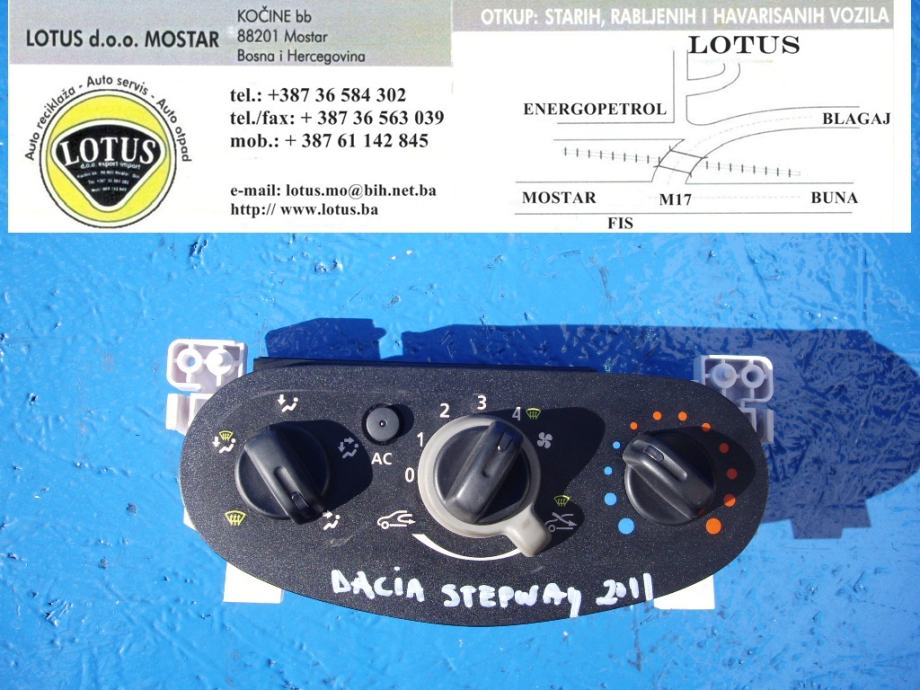 LOTUS d.o.o. MOSTAR
KOČINE bb
88201 Mostar
Bosna i Hercegovina
Auto reciklaža - Auto servis - Auto otpad
LOTUS
d.o.o. export-import
tel.: +387 36 584 302
tel./fax: + 387 36 563 039
mob.: + 387 61 142 845
e-mail: lotus.mo@bih.net.ba
http:// www.lotus.ba
OTKUP: STARIH, RABLJENIH I HAVARISANIH VOZILA
LOTUS
ENERGOPETROL
BLAGAJ
MOSTAR
M17
BUNA
FIS
AC
0
1
2
3
4
DACIA STEPWAY 2011